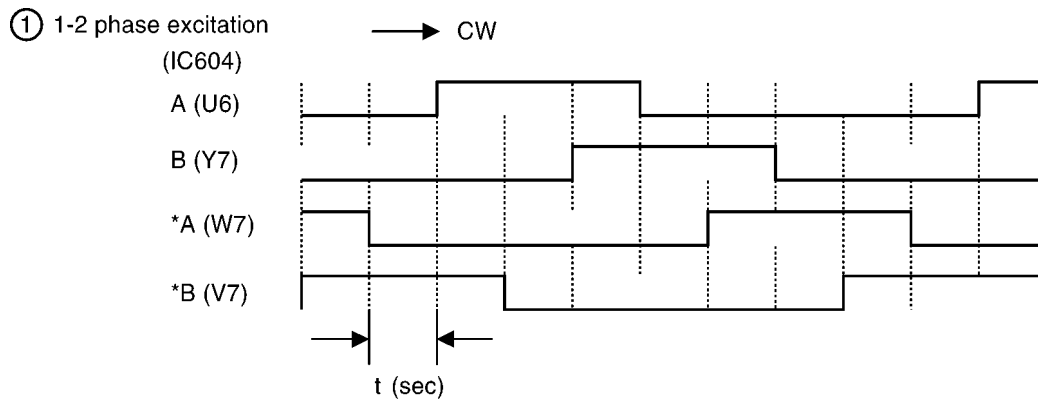 ① 1-2 phase excitation
CW
(IC604)
A (U6)
B (Y7)
*A (W7)
*B (V7)
t (sec)